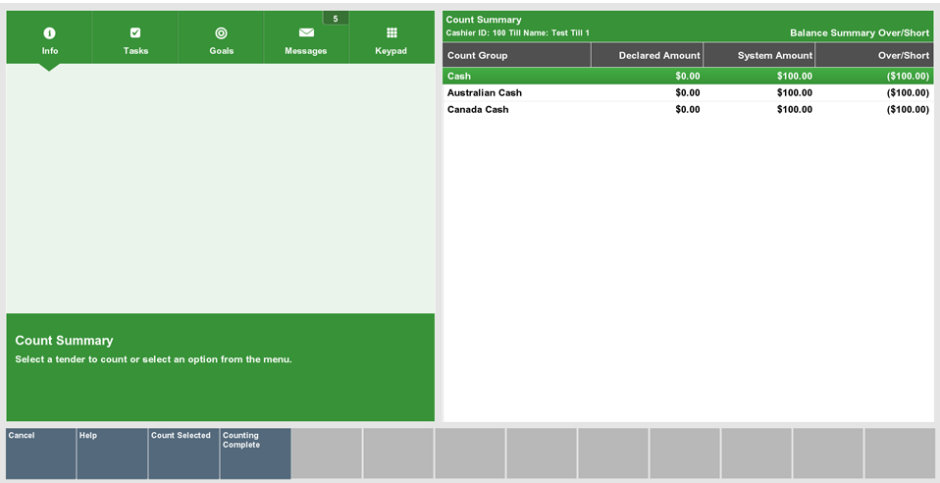 5
Info
Tasks
Goals
Messages
Keypad
Count Summary
Select a tender to count or select an option from the menu.
Count Summary
Cashier ID: 100 Till Name: Test Till 1
Balance Summary Over/Short
Count Group Declared Amount System Amount Over/Short
Cash $0.00 $100.00 ($100.00)
Australian Cash $0.00 $100.00 ($100.00)
Canada Cash $0.00 $100.00 ($100.00)
Cancel
Help
Count Selected
Counting
Complete